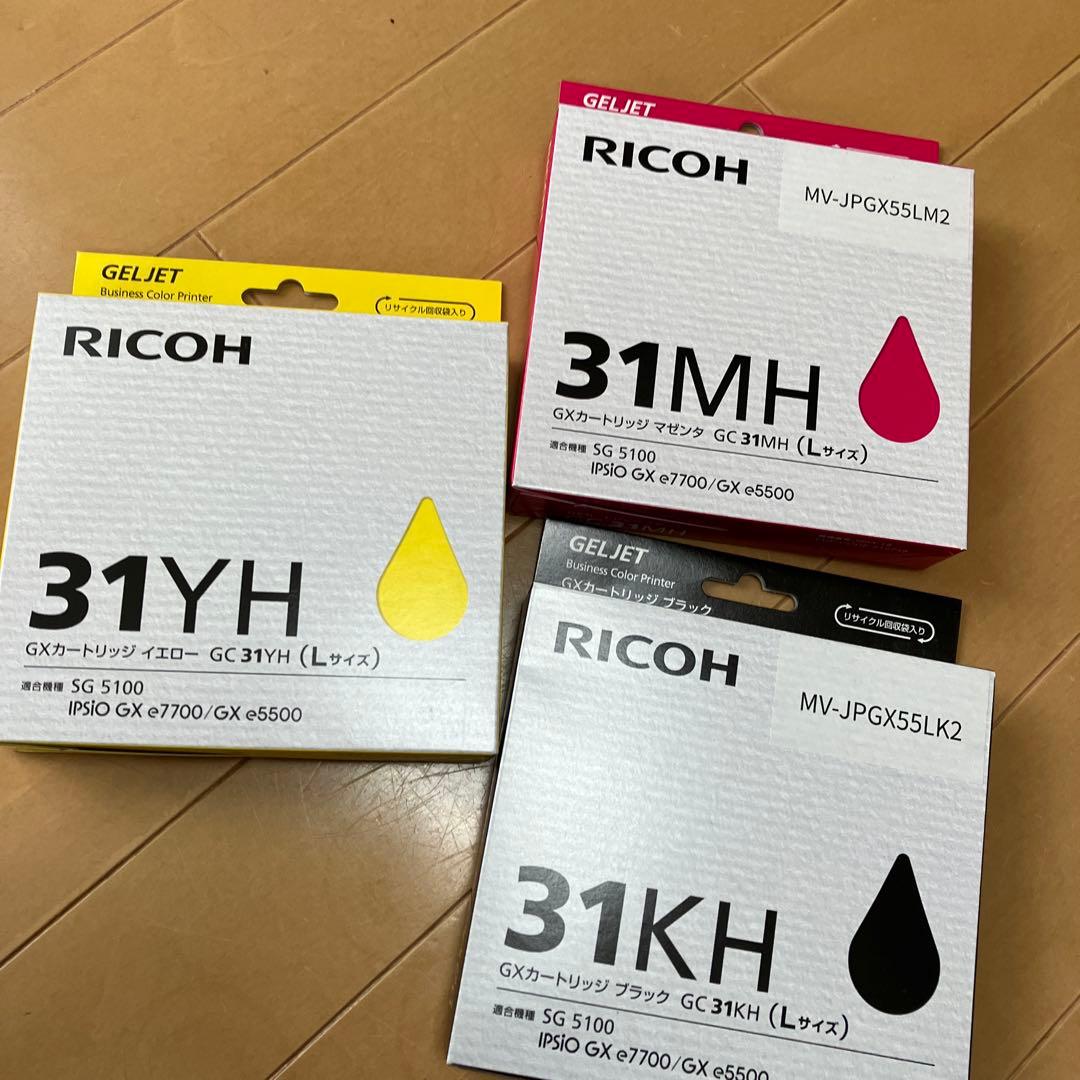 GELJET
Business Color Printer
リサイクル回収袋入り
RICOH
31YH
GXカートリッジ イエロー GC 31YH (Lサイズ)
適合機種 SG 5100
IPSiO GX e7700/GX e5500
GELJET
RICOH
MV-JPGX55LM2
31MH
GXカートリッジ マゼンタ GC 31MH (Lサイズ)
適合機種 SG 5100
IPSiO GX e7700/GX e5500
31MH
GELJET
Business Color Printer
GXカートリッジ ブラック
リサイクル回収袋入り
RICOH
MV-JPGX55LK2
31KH
GXカートリッジ ブラック GC 31KH (Lサイズ)
適合機種 SG 5100
IPSiO GX e7700/GX e5500